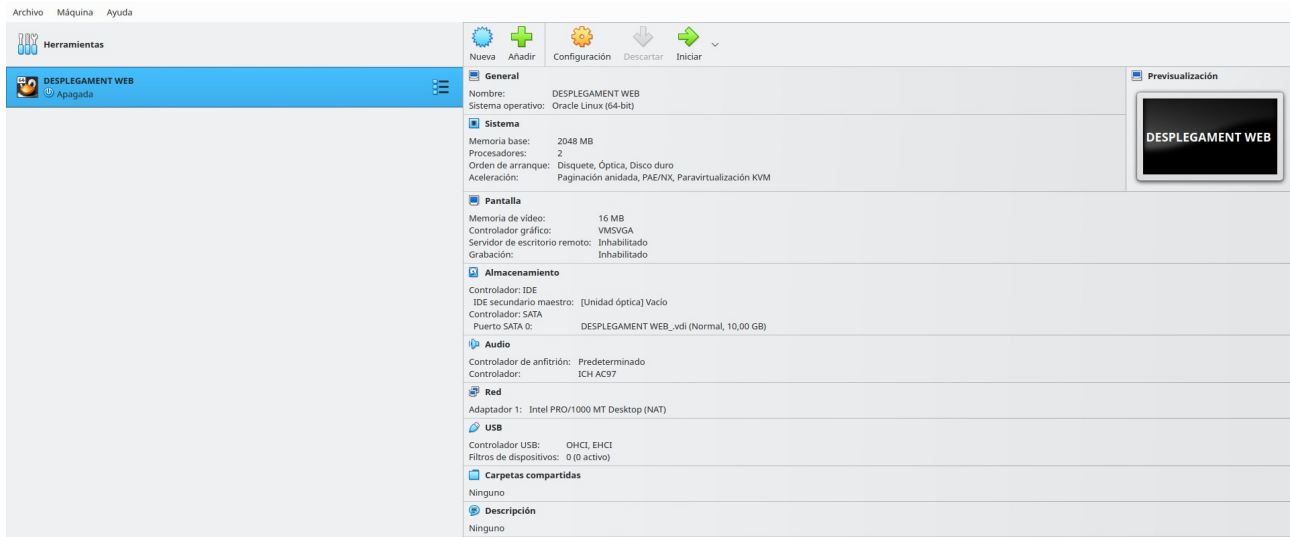 Archivo Máquina Ayuda
Herramientas
DESPLEGAMENT WEB
Apagada
Nueva Añadir Configuración Descartar Iniciar
General
Nombre: DESPLEGAMENT WEB
Sistema operativo: Oracle Linux (64-bit)
Sistema
Memoria base: 2048 MB
Procesadores: 2
Orden de arranque: Disquete, Óptica, Disco duro
Aceleración: Paginación anidada, PAE/NX, Paravirtualización KVM
Pantalla
Memoria de vídeo: 16 MB
Controlador gráfico: VMSVGA
Servidor de escritorio remoto: Inhabilitado
Grabación: Inhabilitado
Almacenamiento
Controlador: IDE
IDE secundario maestro: [Unidad óptica] Vacío
Controlador: SATA
Puerto SATA 0: DESPLEGAMENT WEB_.vdi (Normal, 10,00 GB)
Audio
Controlador de anfitrión: Predeterminado
Controlador: ICH AC97
Red
Adaptador 1: Intel PRO/1000 MT Desktop (NAT)
USB
Controlador USB: OHCI, EHCI
Filtros de dispositivos: 0 (0 activo)
Carpetas compartidas
Ninguno
Descripción
Ninguno
Previsualización
DESPLEGAMENT WEB